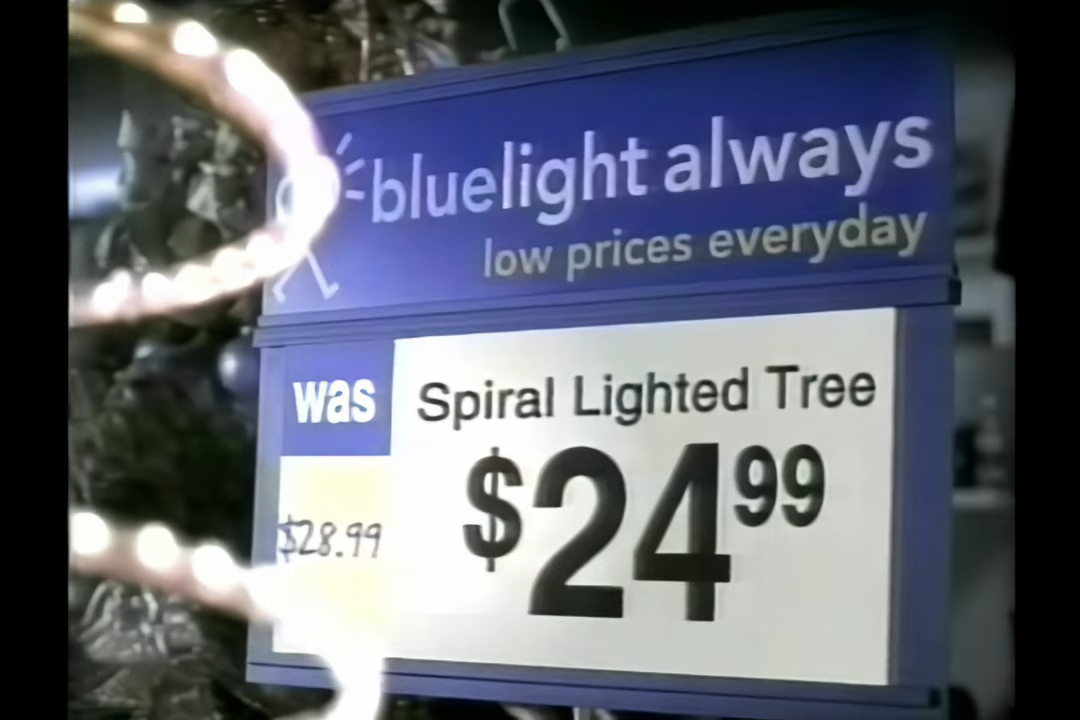 bluelight always
low prices everyday
was
$28.99
Spiral Lighted Tree
$24 99